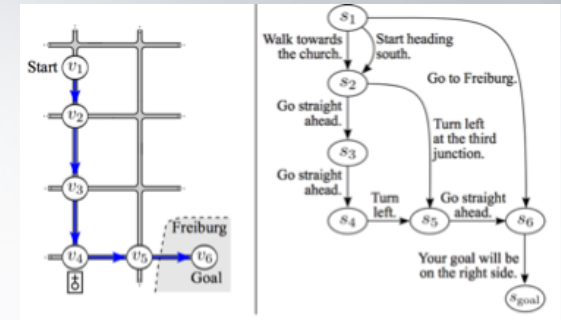 Start v1
v2
v3
v4
v5
v6
Freiburg
Goal
s1
Walk towards
the church.
Start heading
south.
s2
Go to Freiburg.
Go straight
ahead.
Turn left
at the third
junction.
s3
Go straight
ahead.
Turn
left.
Go straight
ahead.
s4
s5
s6
Your goal will be
on the right side.
sgoal